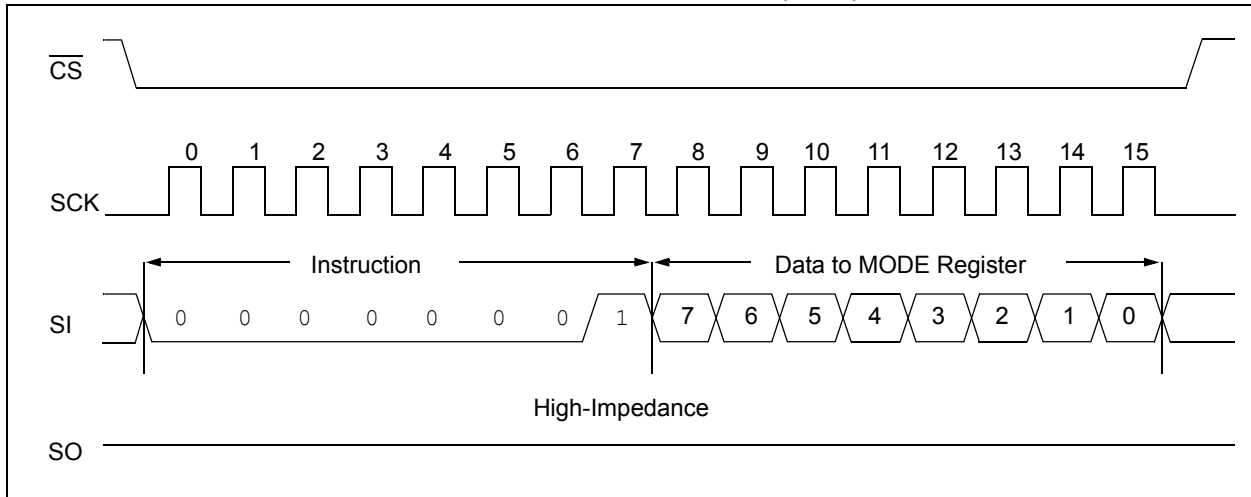 CS
0 1 2 3 4 5 6 7 8 9 10 11 12 13 14 15
SCK
Instruction Data to MODE Register
SI 0 0 0 0 0 0 0 1 7 6 5 4 3 2 1 0
High-Impedance
SO